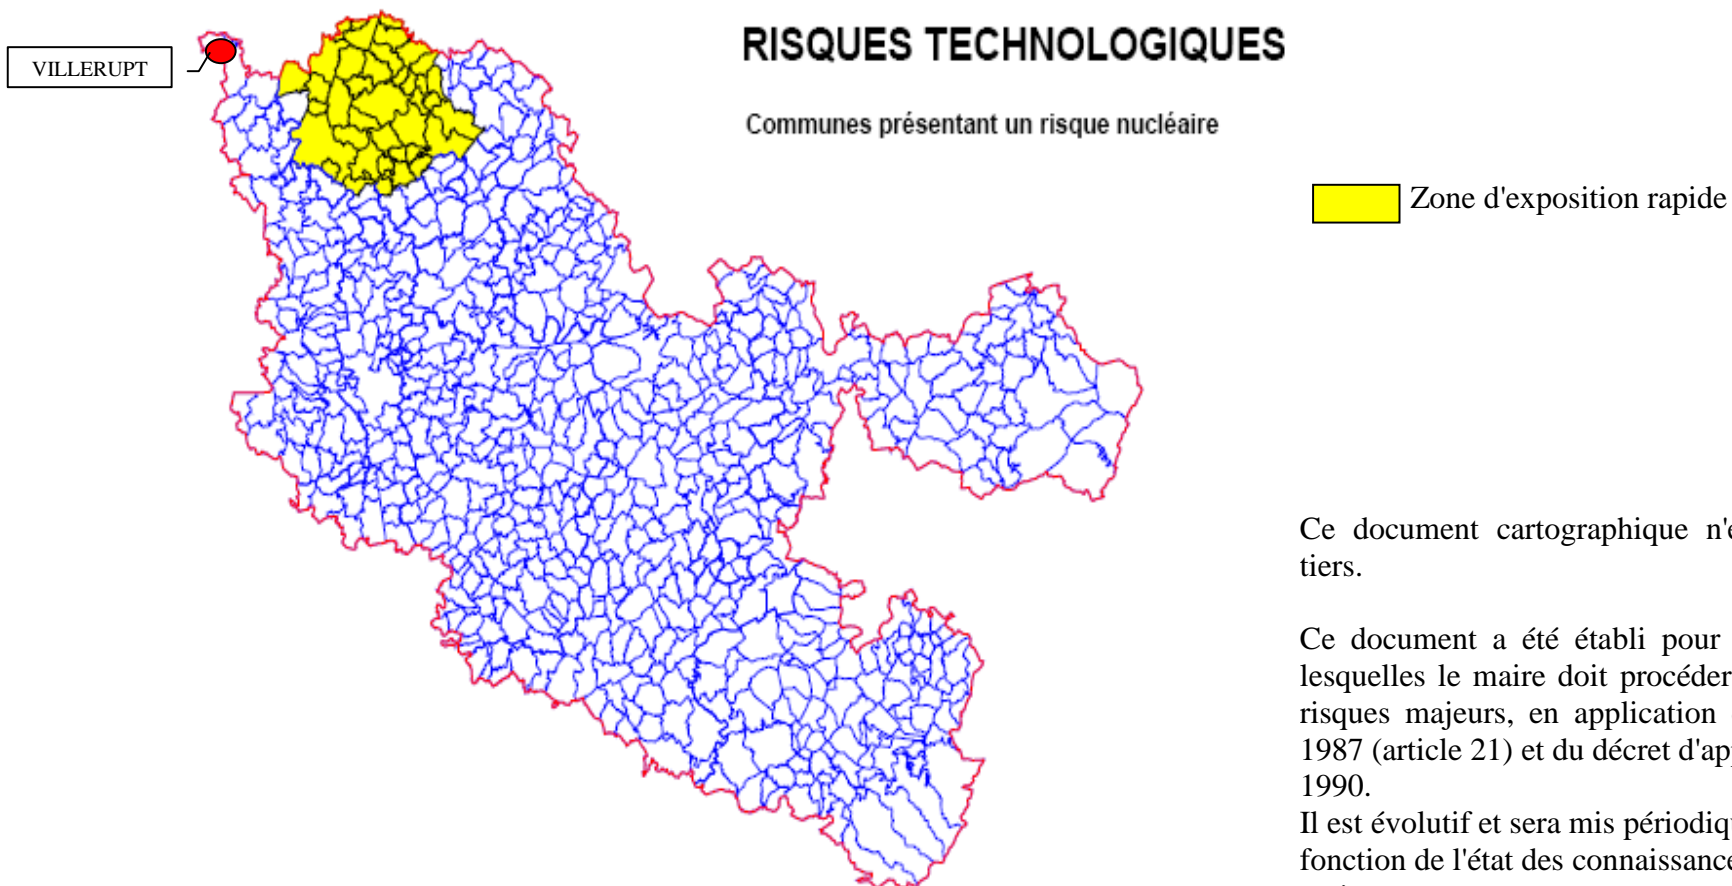 RISQUES TECHNOLOGIQUES
VILLERUPT
Communes présentant un risque nucléaire
Zone d'exposition rapide
Ce document cartographique
tiers.
Ce document a été établi pour
lesquelles le maire doit procéder
risques majeurs, en application
1987 (article 21) et du décret
1990.
Il est évolutif et sera mis
fonction de l'état des